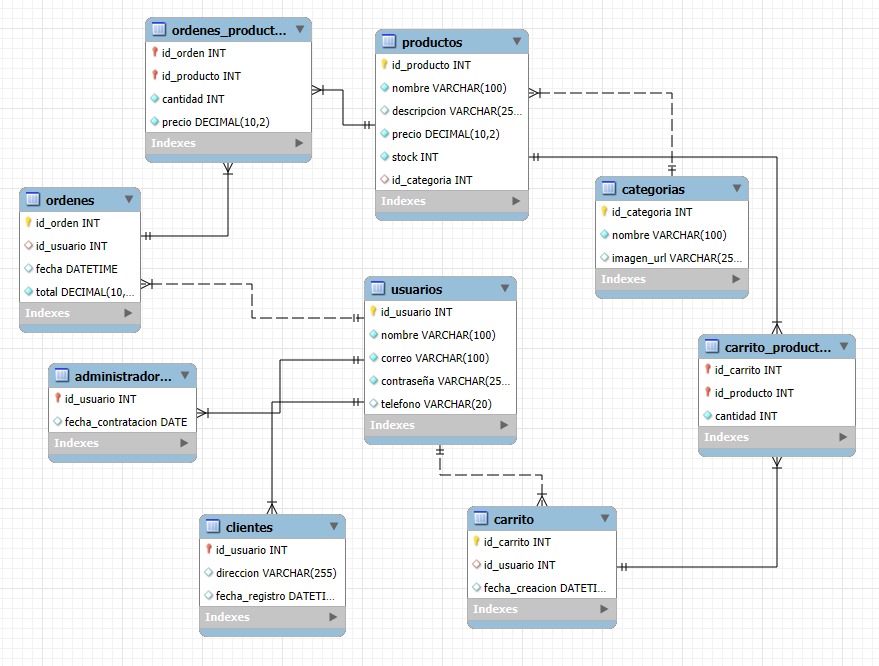 ordenes_product...
id_orden INT
id_producto INT
cantidad INT
precio DECIMAL(10,2)
Indexes
productos
id_producto INT
nombre VARCHAR(100)
descripcion VARCHAR(25...
precio DECIMAL(10,2)
stock INT
id_categoria INT
Indexes
categorias
id_categoria INT
nombre VARCHAR(100)
imagen_url VARCHAR(25...
Indexes
ordenes
id_orden INT
id_usuario INT
fecha DATETIME
total DECIMAL(10,...
Indexes
usuarios
id_usuario INT
nombre VARCHAR(100)
correo VARCHAR(100)
contraseña VARCHAR(25...
telefono VARCHAR(20)
Indexes
carrito_product...
id_carrito INT
id_producto INT
cantidad INT
Indexes
administrador...
id_usuario INT
fecha_contratacion DATE
Indexes
clientes
id_usuario INT
direccion VARCHAR(255)
fecha_registro DATETI...
Indexes
carrito
id_carrito INT
id_usuario INT
fecha_creacion DATETI...
Indexes